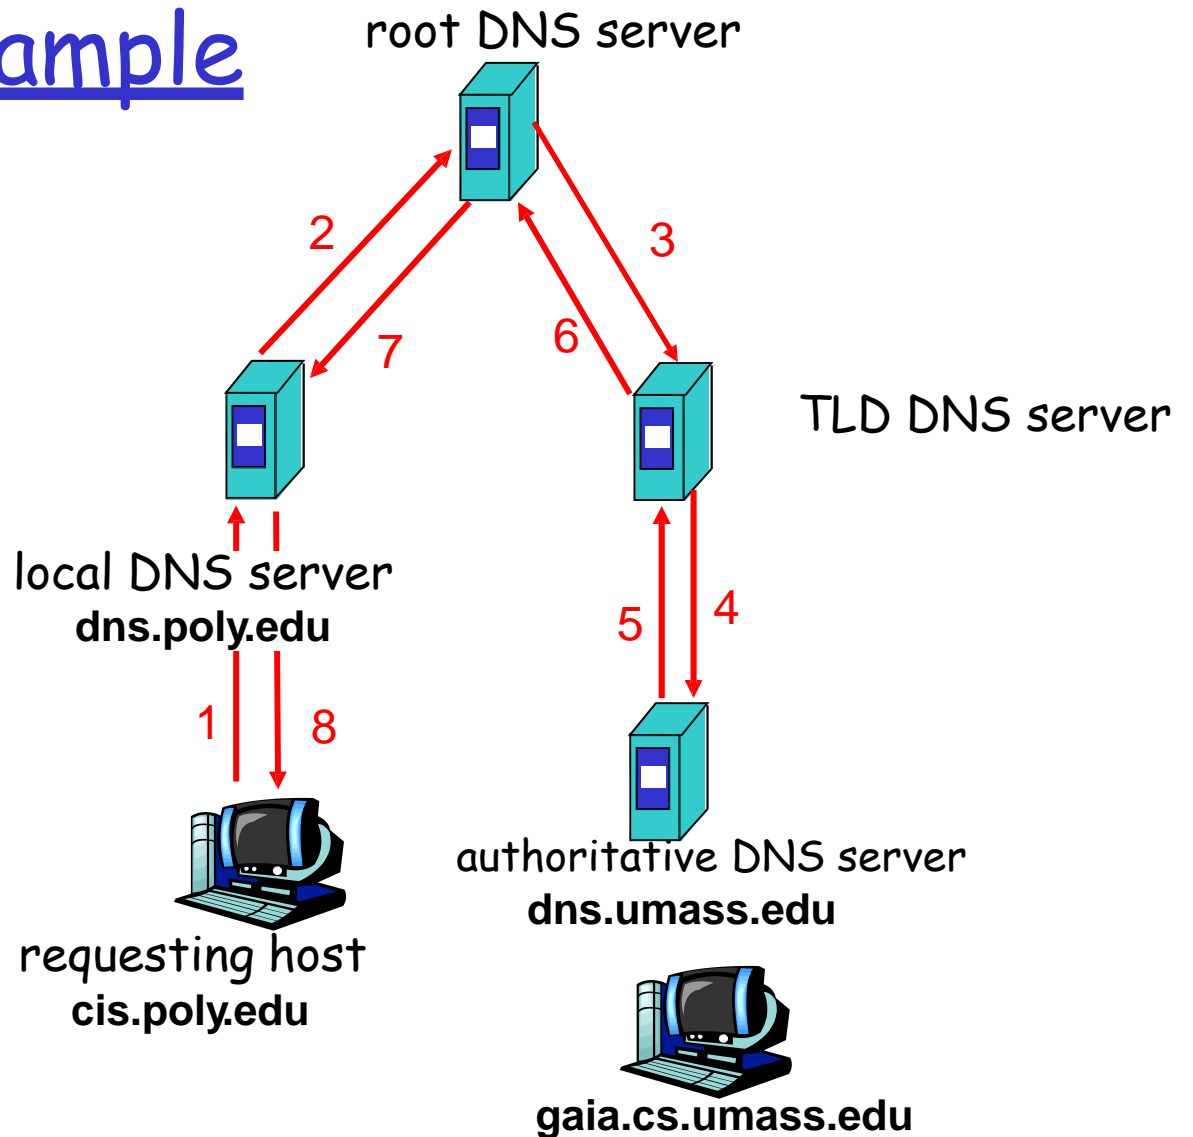 ample
root DNS server
2
3
7
6
TLD DNS server
local DNS server
dns.poly.edu
5
4
1
8
authoritative DNS server
dns.umass.edu
requesting host
cis.poly.edu
gaia.cs.umass.edu